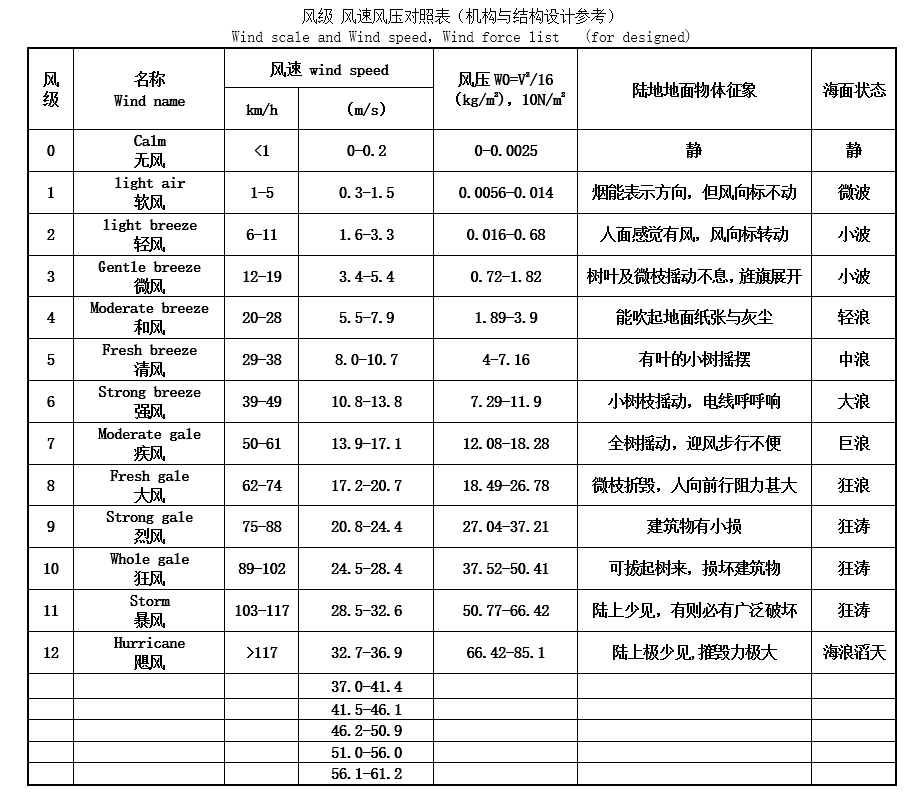 风级 风速风压对照表（机构与结构设计参考）
Wind scale and Wind speed, Wind force list (for designed)
风级 名称 Wind name 风速 wind speed 风压 W0=V²/16 (kg/m²), 10N/m² 陆地地面物体征象 海面状态
km/h (m/s)
0 Calm 无风 <1 0-0.2 0-0.0025 静 静
1 light air 软风 1-5 0.3-1.5 0.0056-0.014 烟能表示方向，但风向标不动 微波
2 light breeze 轻风 6-11 1.6-3.3 0.016-0.68 人面感觉有风，风向标转动 小波
3 Gentle breeze 微风 12-19 3.4-5.4 0.72-1.82 树叶及微枝摇动不息，旌旗展开 小波
4 Moderate breeze 和风 20-28 5.5-7.9 1.89-3.9 能吹起地面纸张与灰尘 轻浪
5 Fresh breeze 清风 29-38 8.0-10.7 4-7.16 有叶的小树摇摆 中浪
6 Strong breeze 强风 39-49 10.8-13.8 7.29-11.9 小树枝摇动，电线呼呼响 大浪
7 Moderate gale 疾风 50-61 13.9-17.1 12.08-18.28 全树摇动，迎风步行不便 巨浪
8 Fresh gale 大风 62-74 17.2-20.7 18.49-26.78 微枝折毁，人向前行阻力甚大 狂浪
9 Strong gale 烈风 75-88 20.8-24.4 27.04-37.21 建筑物有小损 狂涛
10 Whole gale 狂风 89-102 24.5-28.4 37.52-50.41 可拔起树来，损坏建筑物 狂涛
11 Storm 暴风 103-117 28.5-32.6 50.77-66.42 陆上少见，有则必有广泛破坏 狂涛
12 Hurricane 飓风 >117 32.7-36.9 66.42-85.1 陆上极少见,摧毁力极大 海浪滔天
37.0-41.4
41.5-46.1
46.2-50.9
51.0-56.0
56.1-61.2